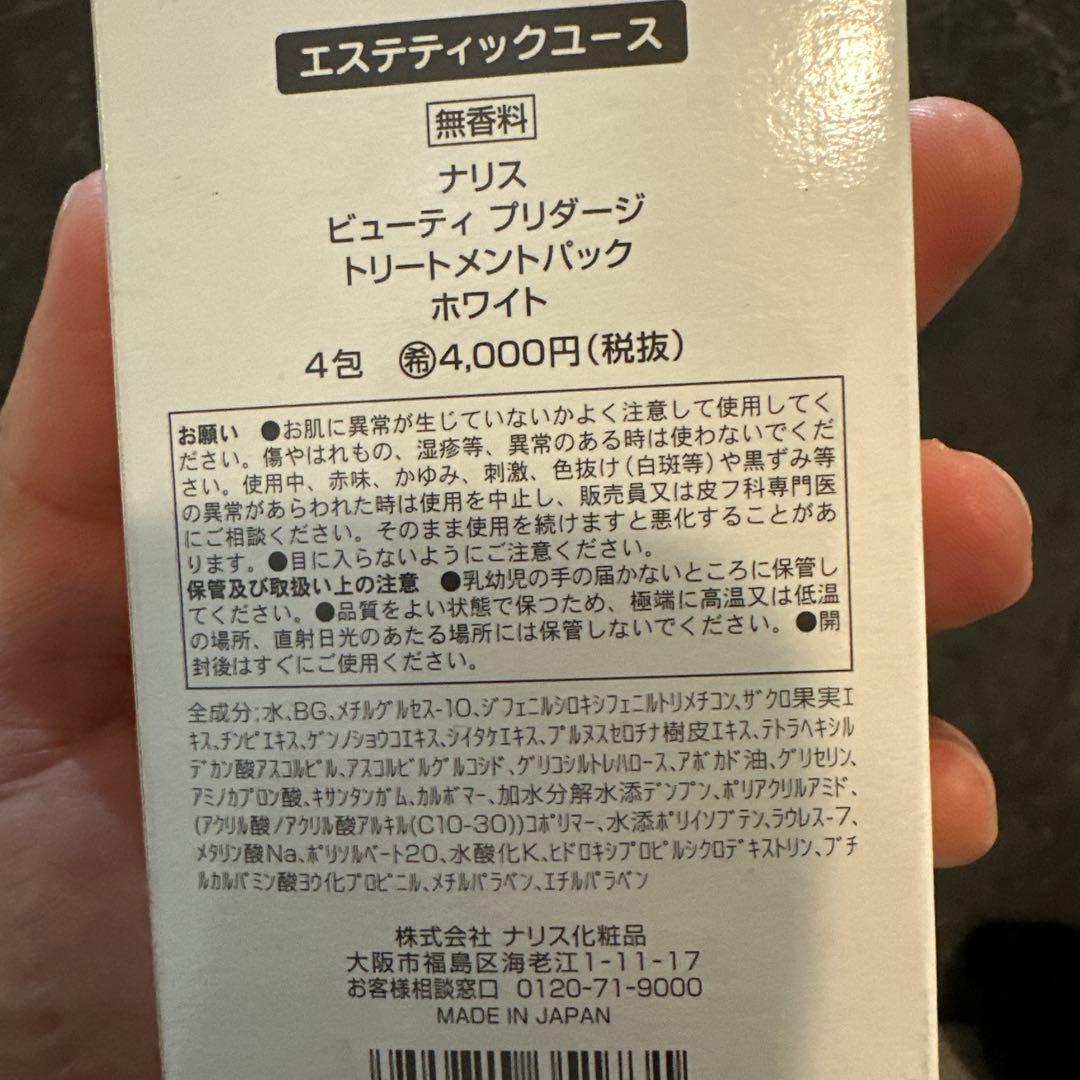 エステティックユース
無香料
ナリス
ビューティ プリダージ
トリートメントパック
ホワイト
4包 ㊕4,000円(税抜)
お願い ●お肌に異常が生じていないかよく注意して使用してく
ださい。傷やはれもの、湿疹等、異常のある時は使わないでくだ
さい。使用中、赤味、かゆみ、刺激、色抜け(白斑等)や黒ずみ等
の異常があらわれた時は使用を中止し、販売員又は皮フ科専門医
にご相談ください。そのまま使用を続けますと悪化することがあ
ります。●目に入らないようにご注意ください。
保管及び取扱い上の注意 ●乳幼児の手の届かないところに保管し
てください。●品質をよい状態で保つため、極端に高温又は低温
の場所、直射日光のあたる場所には保管しないでください。●開
封後はすぐにご使用ください。
全成分;水、BG、メチルグルセス-10、ジフェニルシロキシフェニルトリメチコン、ザクロ果実エ
キス、チンピエキス、ゲンノショウコエキス、シイタケエキス、プルヌスセロチナ樹皮エキス、テトラヘキシル
デカン酸アスコルビル、アスコルビルグルコシド、グリコシルトレハロース、アボカド油、グリセリン、
アミノカプロン酸、キサンタンガム、カルボマー、加水分解水添デンプン、ポリアクリルアミド、
(アクリル酸/アクリル酸アルキル(C10-30))コポリマー、水添ポリイソブテン、ラウレス-7、
メタリン酸Na、ポリソルベート20、水酸化K、ヒドロキシプロピルシクロデキストリン、ブチ
ルカルバミン酸ヨウ化プロピニル、メチルパラベン、エチルパラベン
株式会社 ナリス化粧品
大阪市福島区海老江1-11-17
お客様相談窓口 0120-71-9000
MADE IN JAPAN